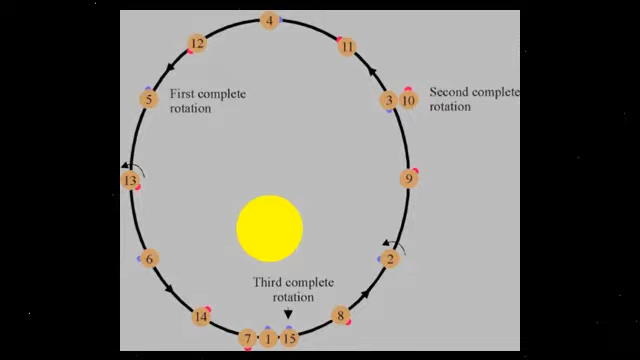 4
12
11
5
First complete
rotation
3
10
Second complete
rotation
13
9
6
2
Third complete
rotation
14
8
7
1
15